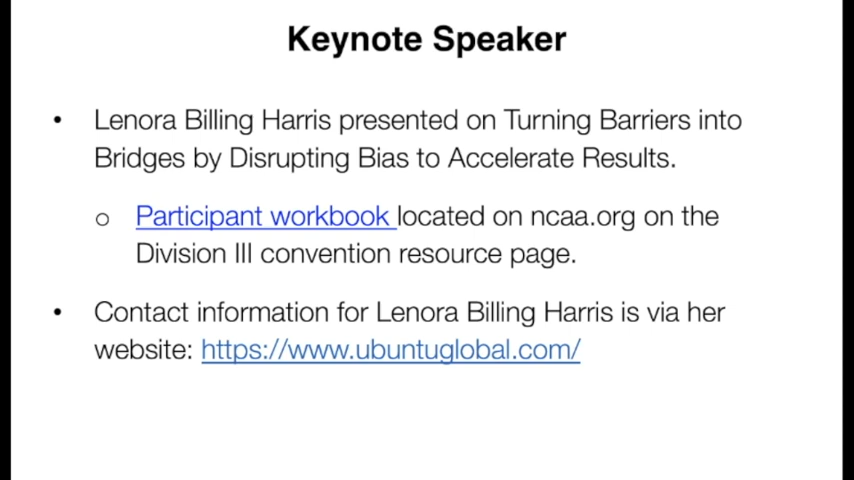 Keynote Speaker
• Lenora Billing Harris presented on Turning Barriers into
Bridges by Disrupting Bias to Accelerate Results.
o Participant workbook located on ncaa.org on the
Division III convention resource page.
• Contact information for Lenora Billing Harris is via her
website: https://www.ubuntuglobal.com/